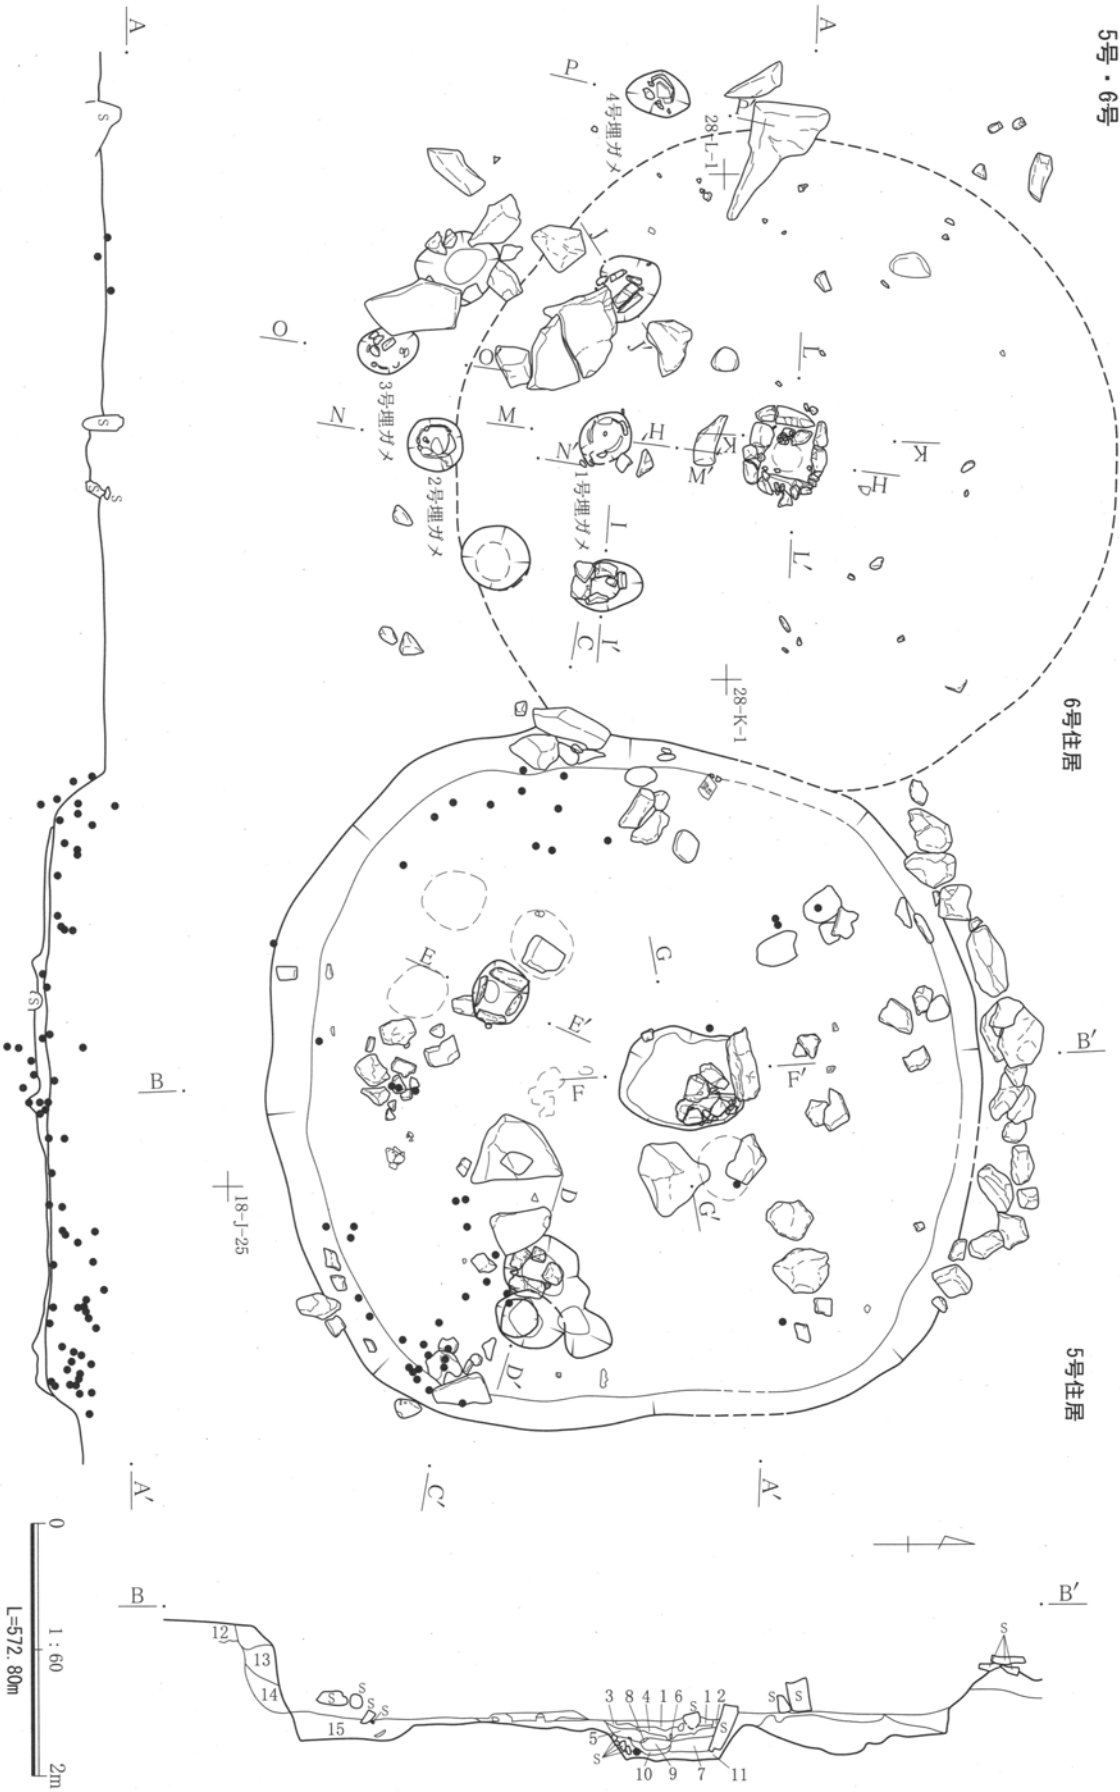 5号・6号
A
A
P
P′
4号埋ガメ
28-L-1
J
J′
L
O
O′
3号埋ガメ
N
M
N′
H′
K′
K
M′
H
1号埋ガメ
2号埋ガメ
I
L′
I′
C
28-K-1
6号住居
E
G
E′
F
F′
B′
B
D
G′
18-J-25
D′
5号住居
A′
C′
A′
S
S
S
S
S
0
1:60
2m
L=572.80m
B
B′
12
13
14
15
S
S
S
S
3 8 4 1 6 1 2
S
S
5
S
10 9 7 11
S
S
S